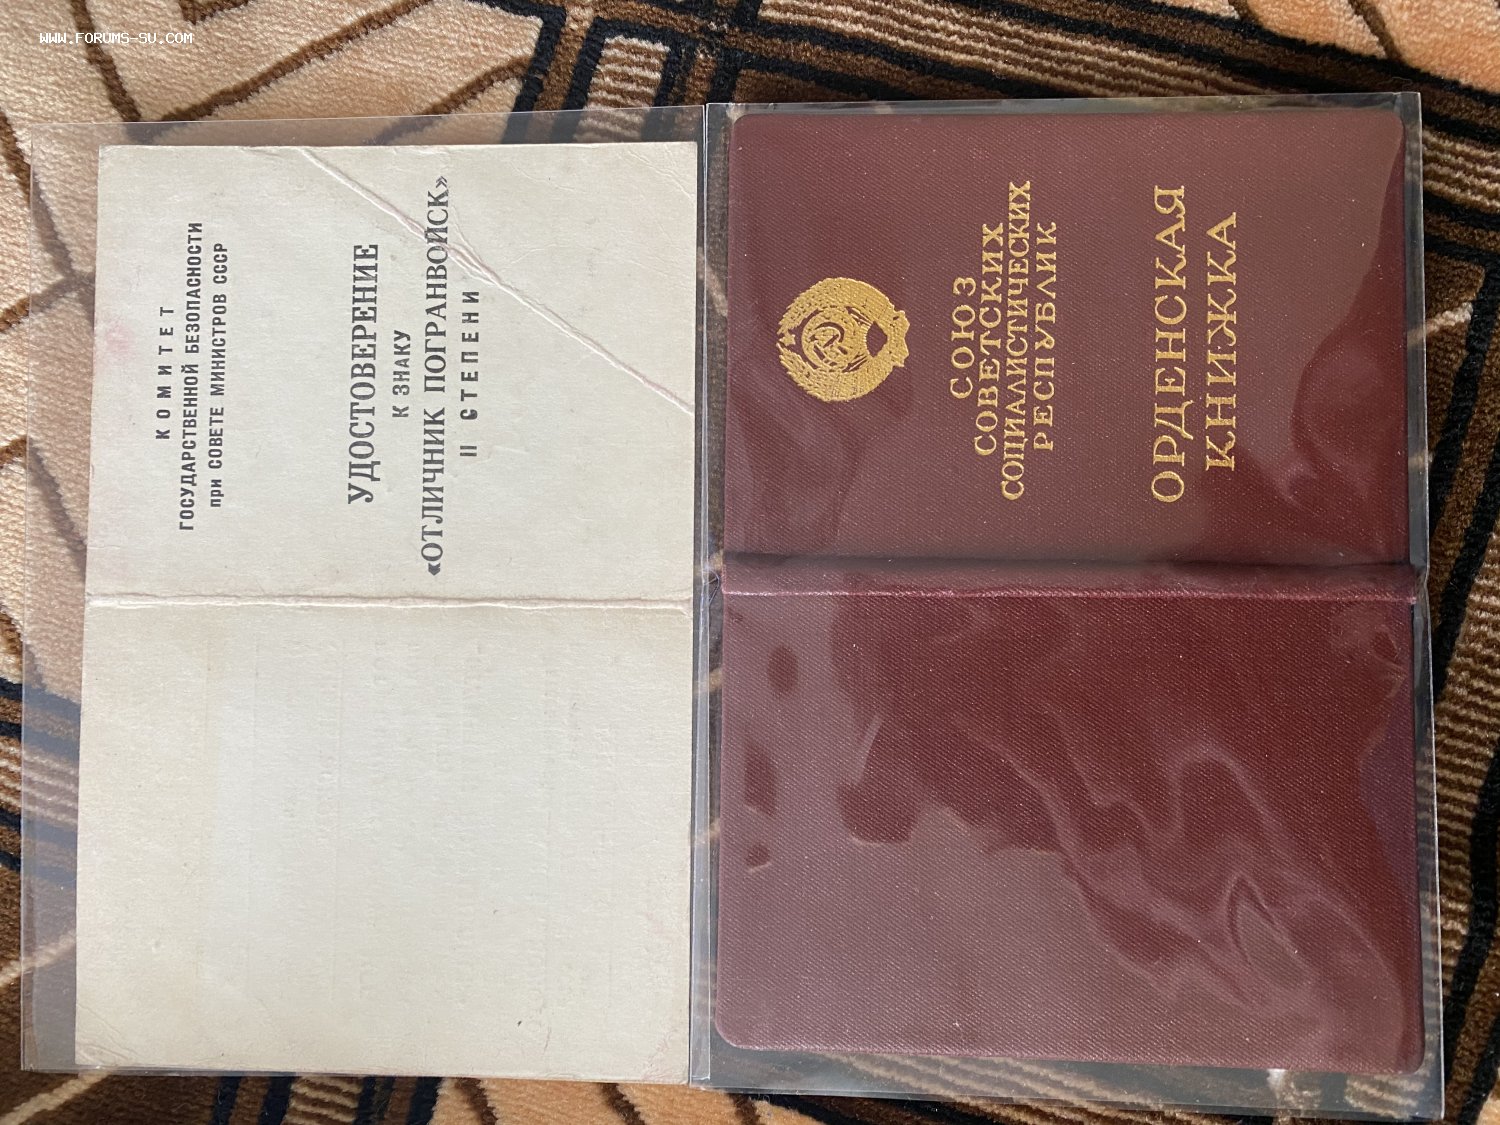 WWW.FORUMS-SU.COM
КОМИТЕТ
ГОСУДАРСТВЕННОЙ БЕЗОПАСНОСТИ
при СОВЕТЕ МИНИСТРОВ СССР
УДОСТОВЕРЕНИЕ
К ЗНАКУ
«ОТЛИЧНИК ПОГРАНВОЙСК»
II СТЕПЕНИ
СОЮЗ
СОВЕТСКИХ
СОЦИАЛИСТИЧЕСКИХ
РЕСПУБЛИК
ОРДЕНСКАЯ
КНИЖКА